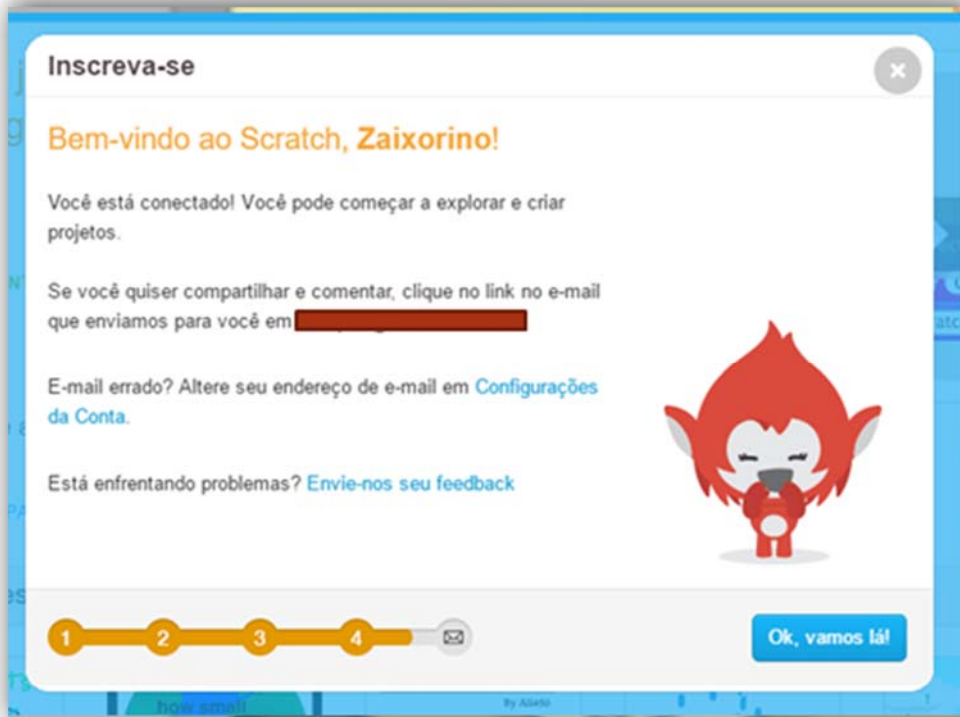 Inscreva-se
Bem-vindo ao Scratch, Zaixorino!
Você está conectado! Você pode começar a explorar e criar
projetos.
Se você quiser compartilhar e comentar, clique no link no e-mail
que enviamos para você em
E-mail errado? Altere seu endereço de e-mail em Configurações
da Conta.
Está enfrentando problemas? Envie-nos seu feedback
1 2 3 4
Ok, vamos lá!
how small